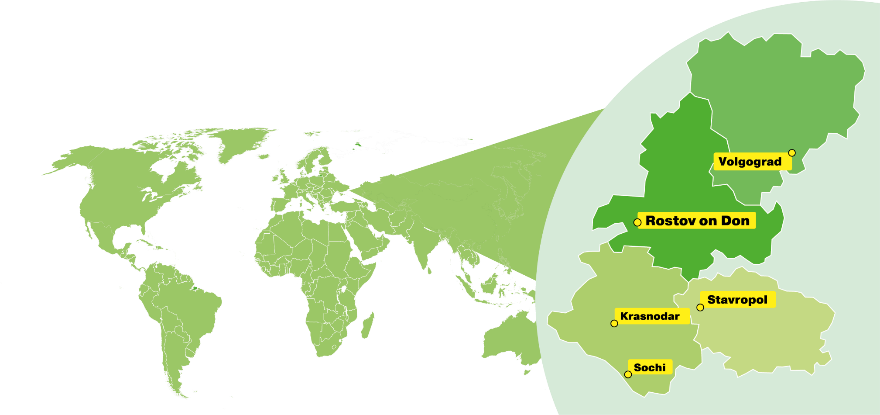 Volgograd
Rostov on Don
Stavropol
Krasnodar
Sochi